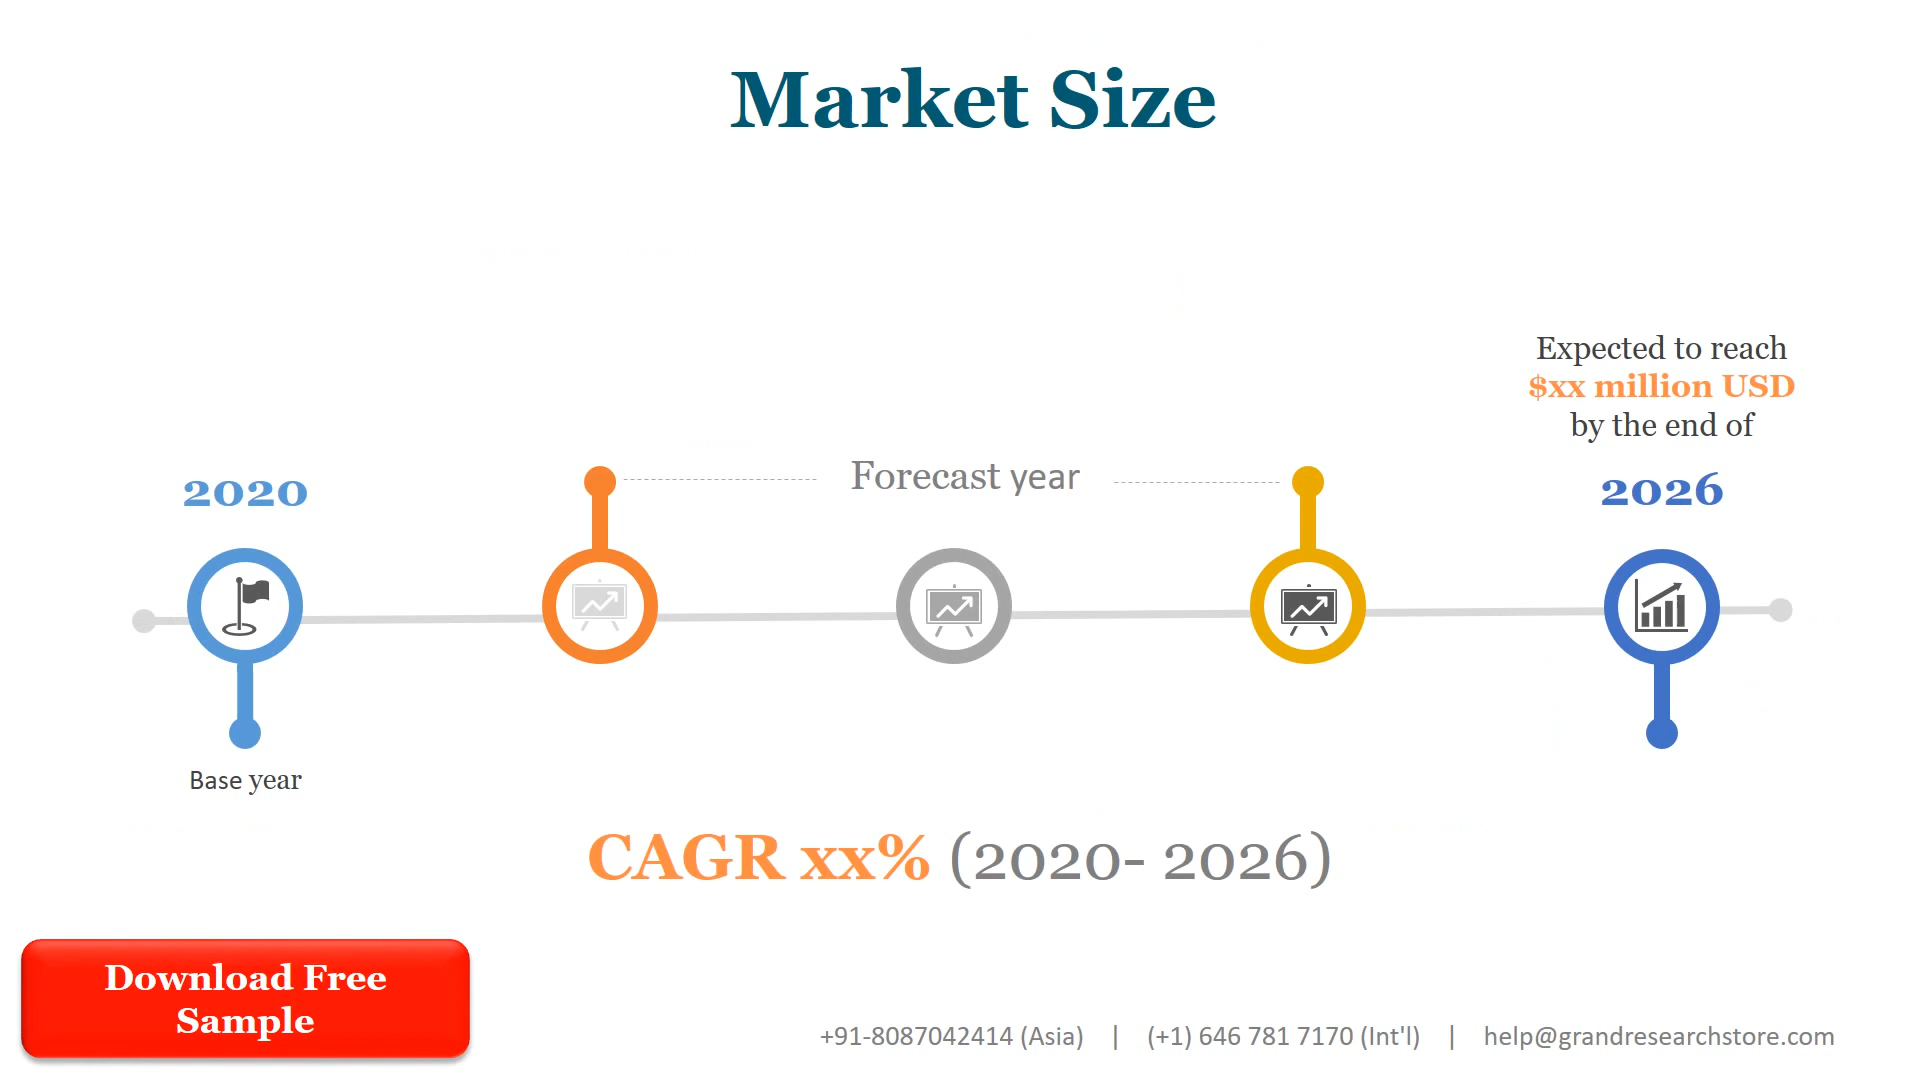 Market Size
Expected to reach
$xx million USD
by the end of
2026
Forecast year
2020
Base year
CAGR xx% (2020- 2026)
Download Free
Sample
+91-8087042414 (Asia) | (+1) 646 781 7170 (Int'l) | help@grandresearchstore.com